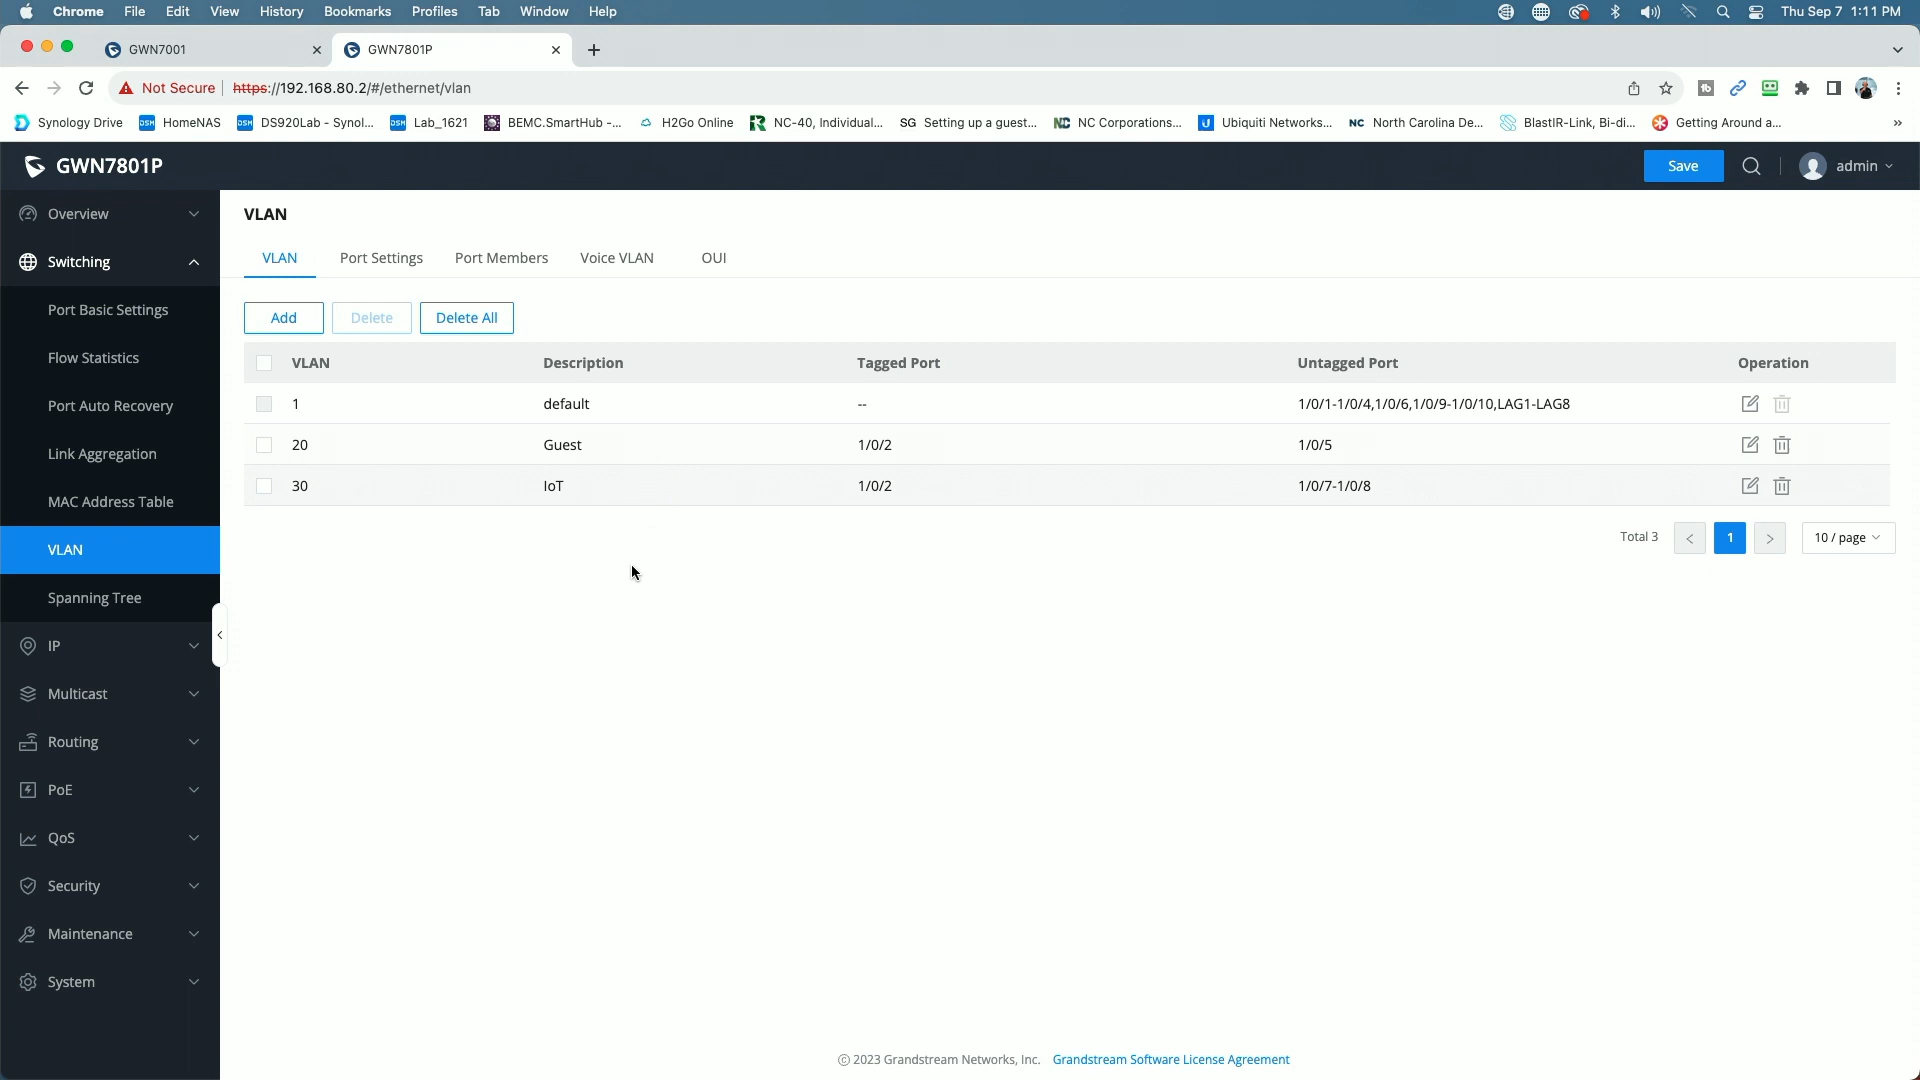 Chrome File Edit View History Bookmarks Profiles Tab Window Help Thu Sep 7 1:11 PM
GWN7001 GWN7801P
Not Secure https://192.168.80.2/#/ethernet/vlan
Synology Drive HomeNAS DS920Lab - Synol... Lab_1621 BEMC.SmartHub -... H2Go Online NC-40, Individual... SG Setting up a guest... NC Corporations... Ubiquiti Networks... NC North Carolina De... BlastIR-Link, Bi-di... Getting Around a... »
GWN7801P Save admin
Overview
Switching
Port Basic Settings
Flow Statistics
Port Auto Recovery
Link Aggregation
MAC Address Table
VLAN
Spanning Tree
IP
Multicast
Routing
PoE
QoS
Security
Maintenance
System
VLAN
VLAN Port Settings Port Members Voice VLAN OUI
Add Delete Delete All
VLAN Description Tagged Port Untagged Port Operation
1 default -- 1/0/1-1/0/4,1/0/6,1/0/9-1/0/10,LAG1-LAG8
20 Guest 1/0/2 1/0/5
30 IoT 1/0/2 1/0/7-1/0/8
Total 3 < 1 > 10 / page
© 2023 Grandstream Networks, Inc. Grandstream Software License Agreement